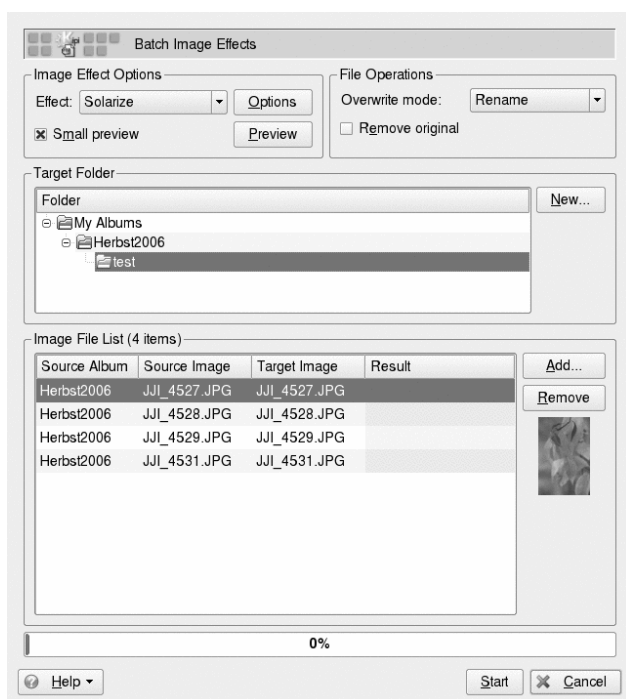 Batch Image Effects
Image Effect Options
Effect: Solarize Options
Small preview Preview
File Operations
Overwrite mode: Rename
Remove original
Target Folder
Folder New...
My Albums
Herbst2006
test
Image File List (4 items)
Source Album Source Image Target Image Result Add...
Herbst2006 JJI_4527.JPG JJI_4527.JPG Remove
Herbst2006 JJI_4528.JPG JJI_4528.JPG
Herbst2006 JJI_4529.JPG JJI_4529.JPG
Herbst2006 JJI_4531.JPG JJI_4531.JPG
0%
Help Start Cancel